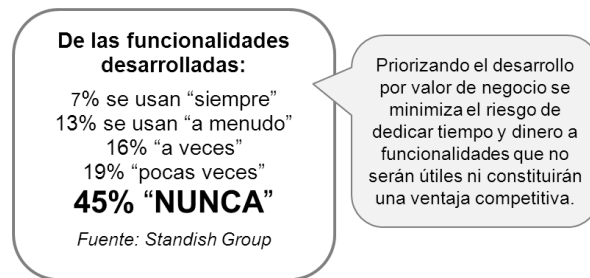 De las funcionalidades
desarrolladas:
7% se usan “siempre”
13% se usan “a menudo”
16% “a veces”
19% “pocas veces”
45% “NUNCA”
Fuente: Standish Group
Priorizando el desarrollo
por valor de negocio se
minimiza el riesgo de
dedicar tiempo y dinero a
funcionalidades que no
serán útiles ni constituirán
una ventaja competitiva.